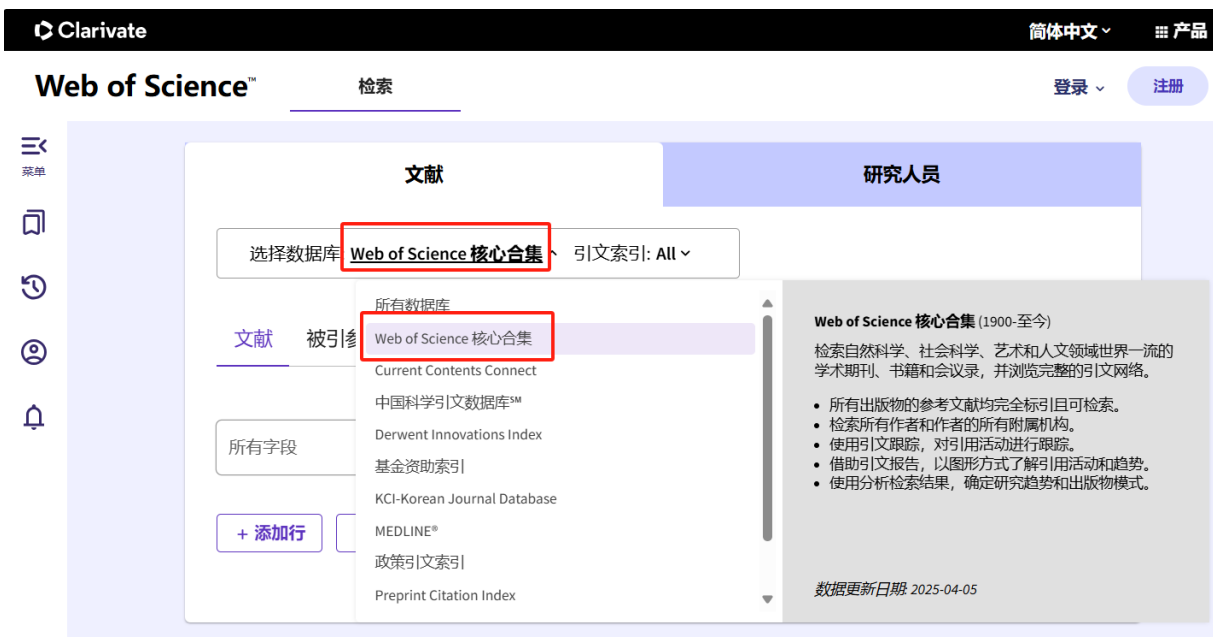 Clarivate
简体中文
产品
Web of Science™
检索
登录
注册
菜单
文献
研究人员
选择数据库 Web of Science 核心合集 引文索引: All
所有数据库
Web of Science 核心合集
Current Contents Connect
中国科学引文数据库℠
Derwent Innovations Index
基金资助索引
KCI-Korean Journal Database
MEDLINE®
政策引文索引
Preprint Citation Index
文献
被引参
所有字段
+ 添加行
Web of Science 核心合集 (1900-至今)
检索自然科学、社会科学、艺术和人文领域世界一流的
学术期刊、书籍和会议录，并浏览完整的引文网络。
• 所有出版物的参考文献均完全标引且可检索。
• 检索所有作者和作者的所有附属机构。
• 使用引文跟踪，对引用活动进行跟踪。
• 借助引文报告，以图形方式了解引用活动和趋势。
• 使用分析检索结果，确定研究趋势和出版物模式。
数据更新日期: 2025-04-05